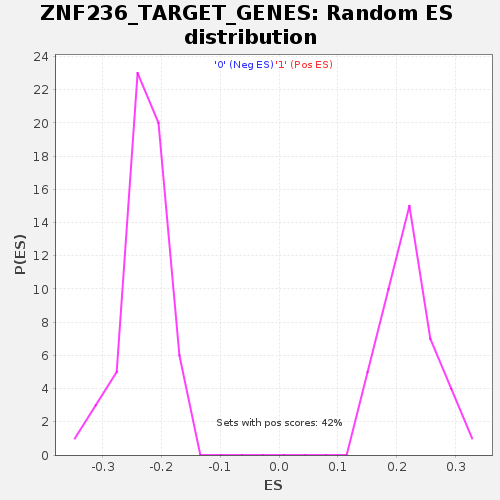 ZNF236_TARGET_GENES: Random ES
distribution
'0' (Neg ES) '1' (Pos ES)
24
22
20
18
16
14
12
10
8
6
4
2
0
P(ES)
Sets with pos scores: 42%
-0.3 -0.2 -0.1 0.0 0.1 0.2 0.3
ES